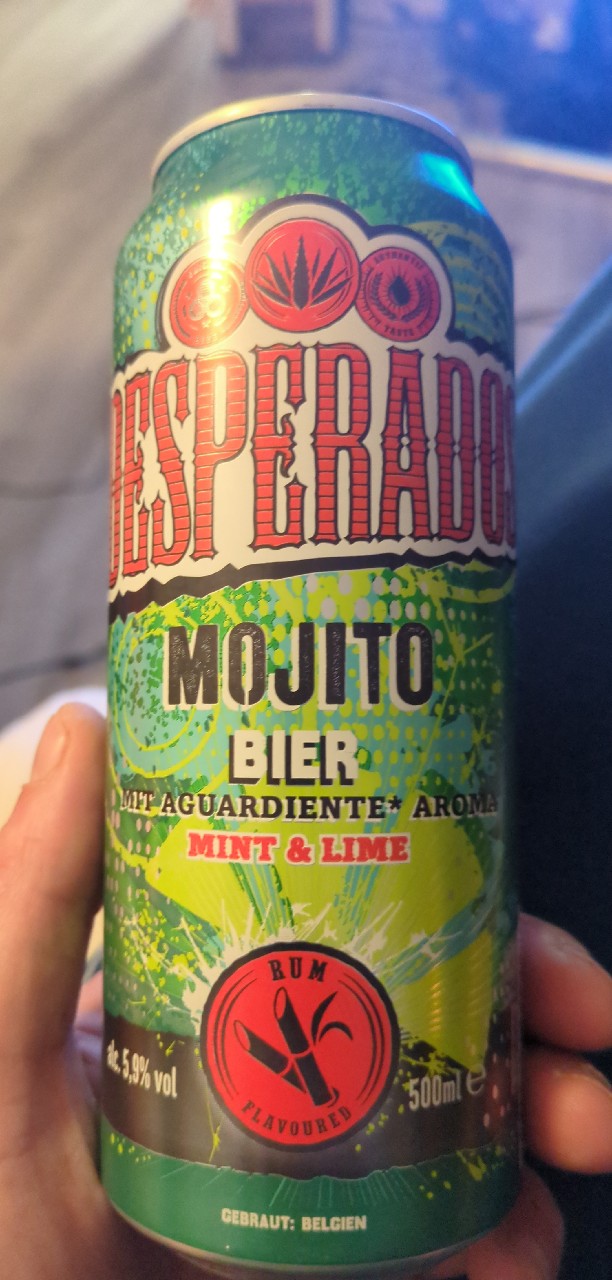 DESPERADOS
MOJITO
BIER
MIT AGUARDIENTE* AROMA
MINT & LIME
RUM
FLAVOURED
alc. 5,9% vol
500ml ℮
GEBRAUT: BELGIEN